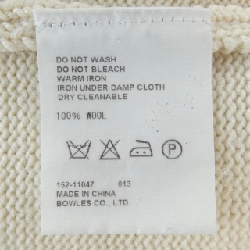 DO NOT WASH
DO NOT BLEACH
WARM IRON
IRON UNDER DAMP CLOTH
DRY CLEANABLE
100% WOOL
P
152-11047 013
MADE IN CHINA
BOWLES CO., LTD.